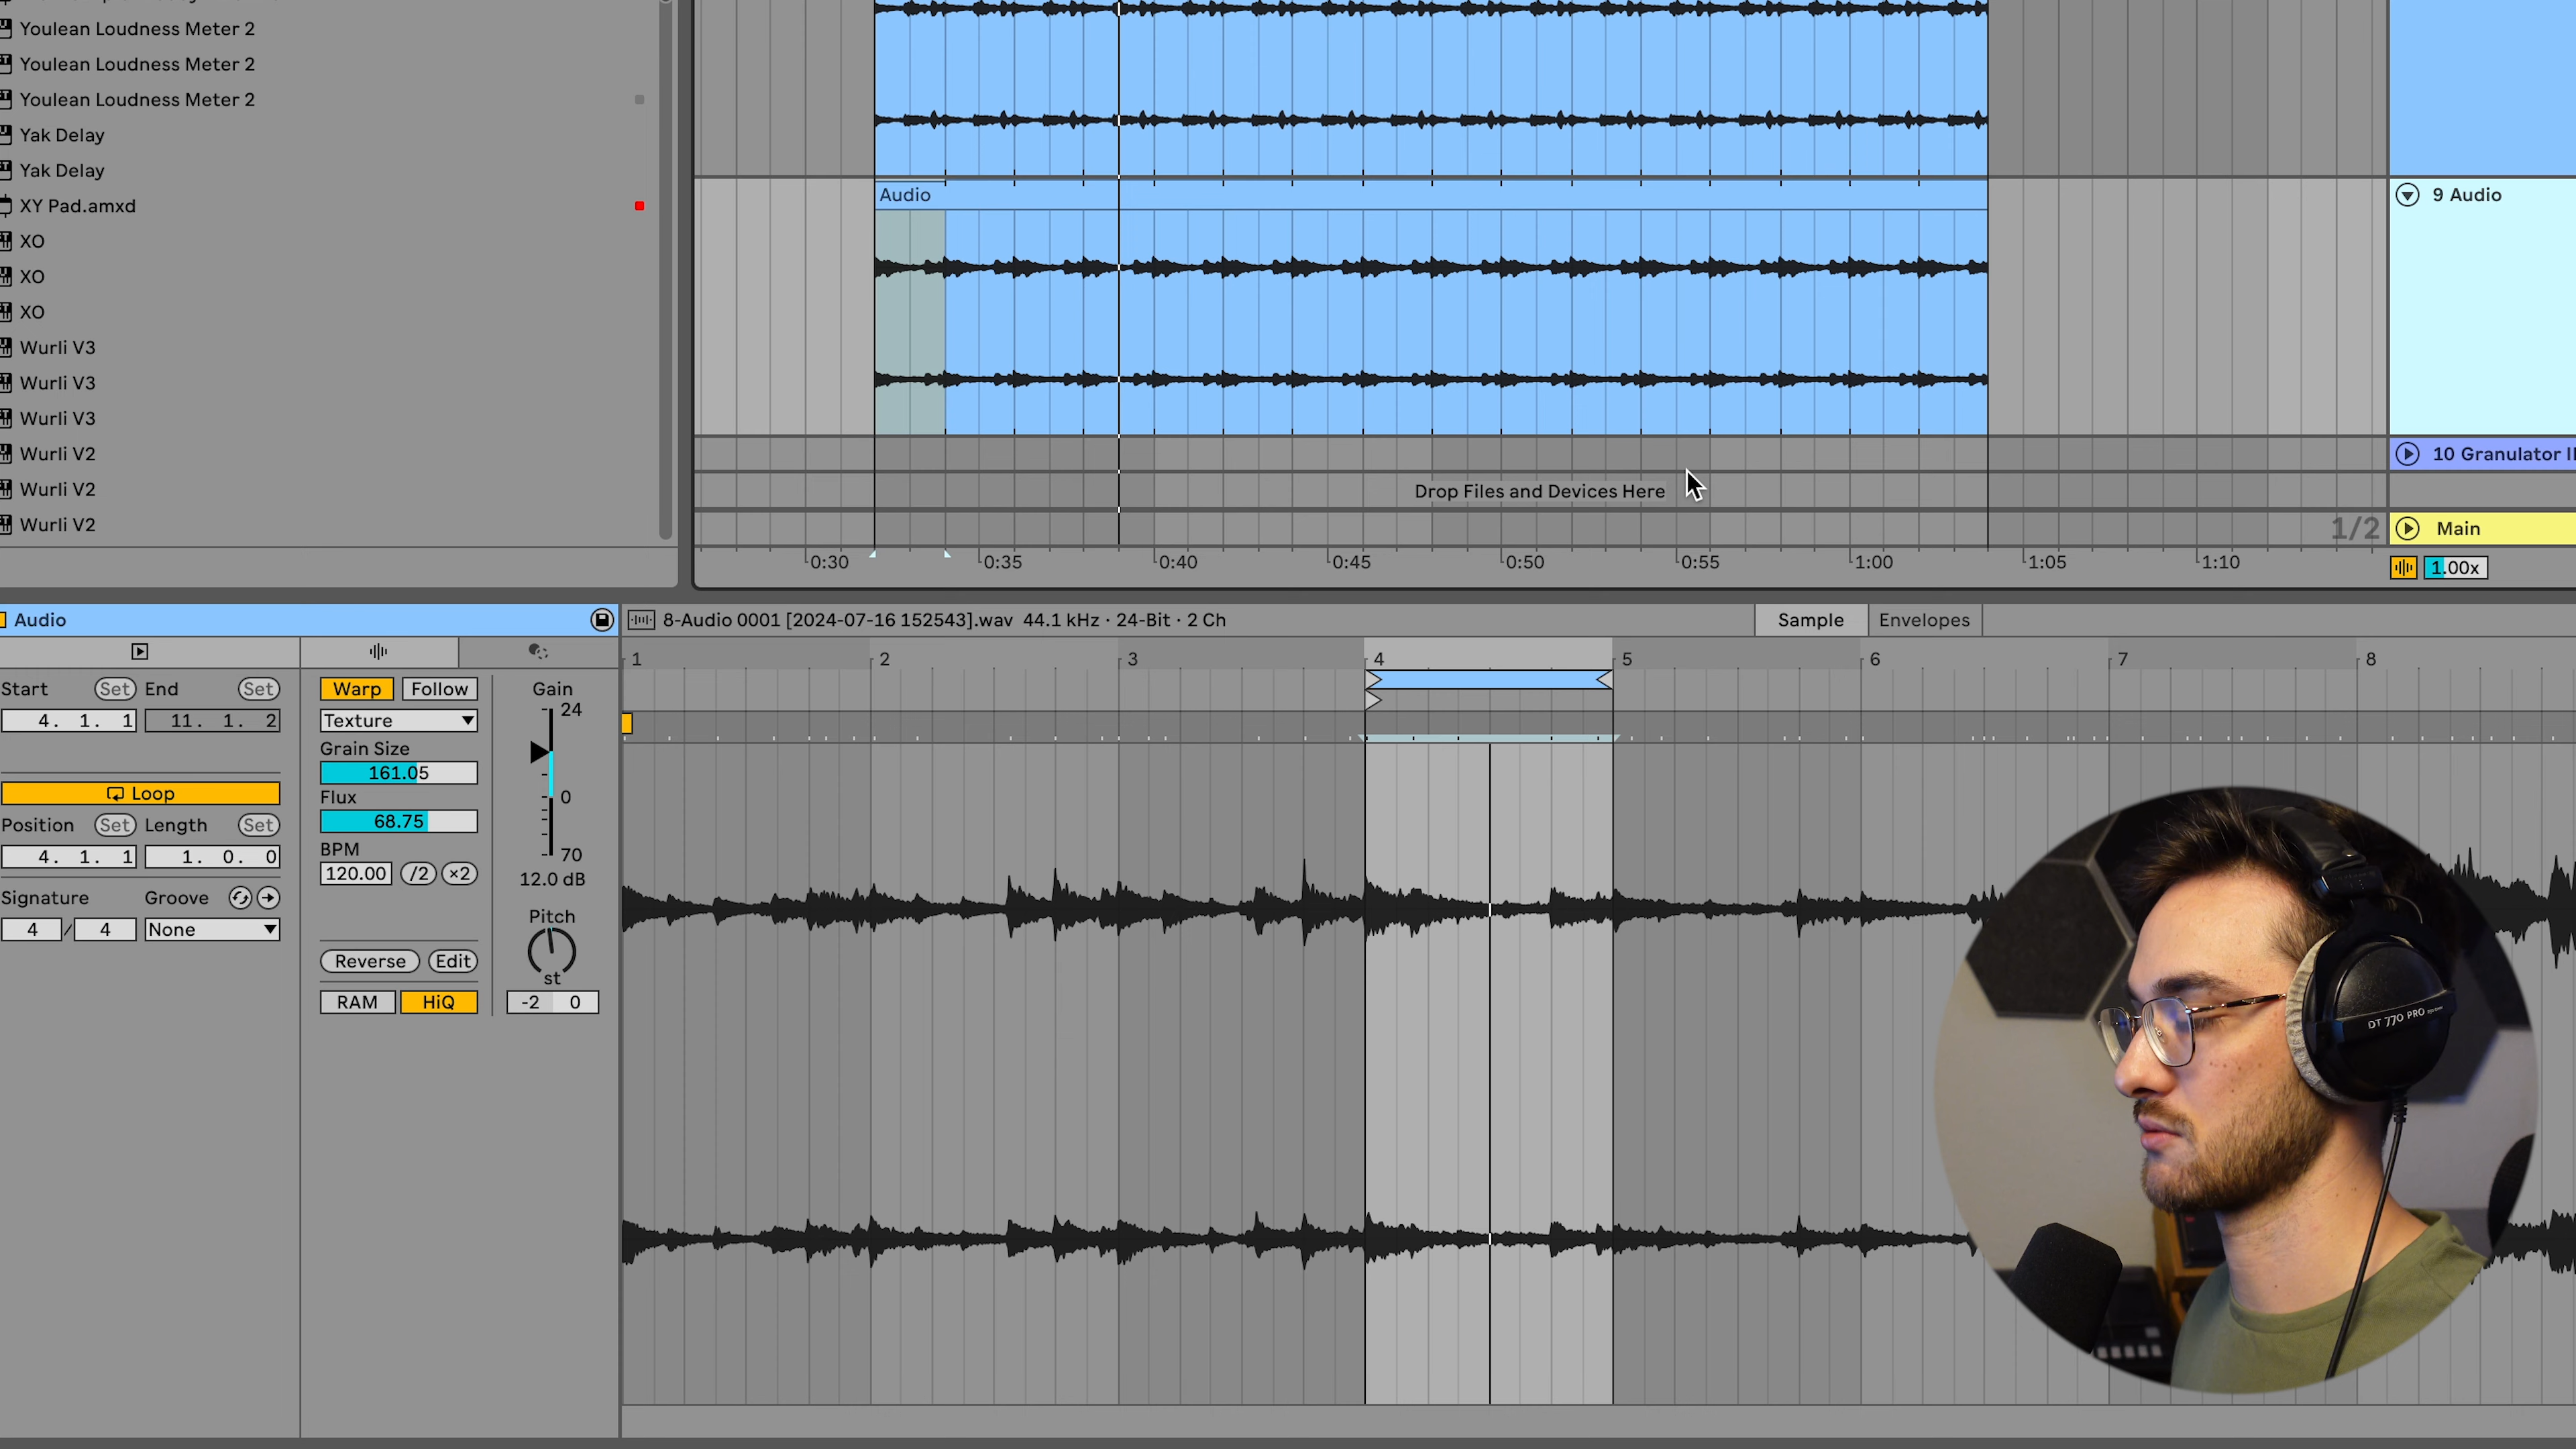 Youlean Loudness Meter 2
Youlean Loudness Meter 2
Youlean Loudness Meter 2
Yak Delay
Yak Delay
XY Pad.amxd
XO
XO
XO
Wurli V3
Wurli V3
Wurli V3
Wurli V2
Wurli V2
Wurli V2
Audio
9 Audio
10 Granulator II
Drop Files and Devices Here
1/2
Main
0:30 0:35 0:40 0:45 0:50 0:55 1:00 1:05 1:10
1.00x
Audio
8-Audio 0001 [2024-07-16 152543].wav 44.1 kHz · 24-Bit · 2 Ch
Sample Envelopes
1 2 3 4 5 6 7 8
Start Set End Set
4. 1. 1 11. 1. 2
Loop
Position Set Length Set
4. 1. 1 1. 0. 0
Signature Groove
4 / 4 None
Warp Follow
Texture
Grain Size
161.05
Flux
68.75
BPM
120.00 /2 ×2
Reverse Edit
RAM HiQ
Gain
24
0
70
12.0 dB
Pitch
st
-2 0
DT 770 PRO